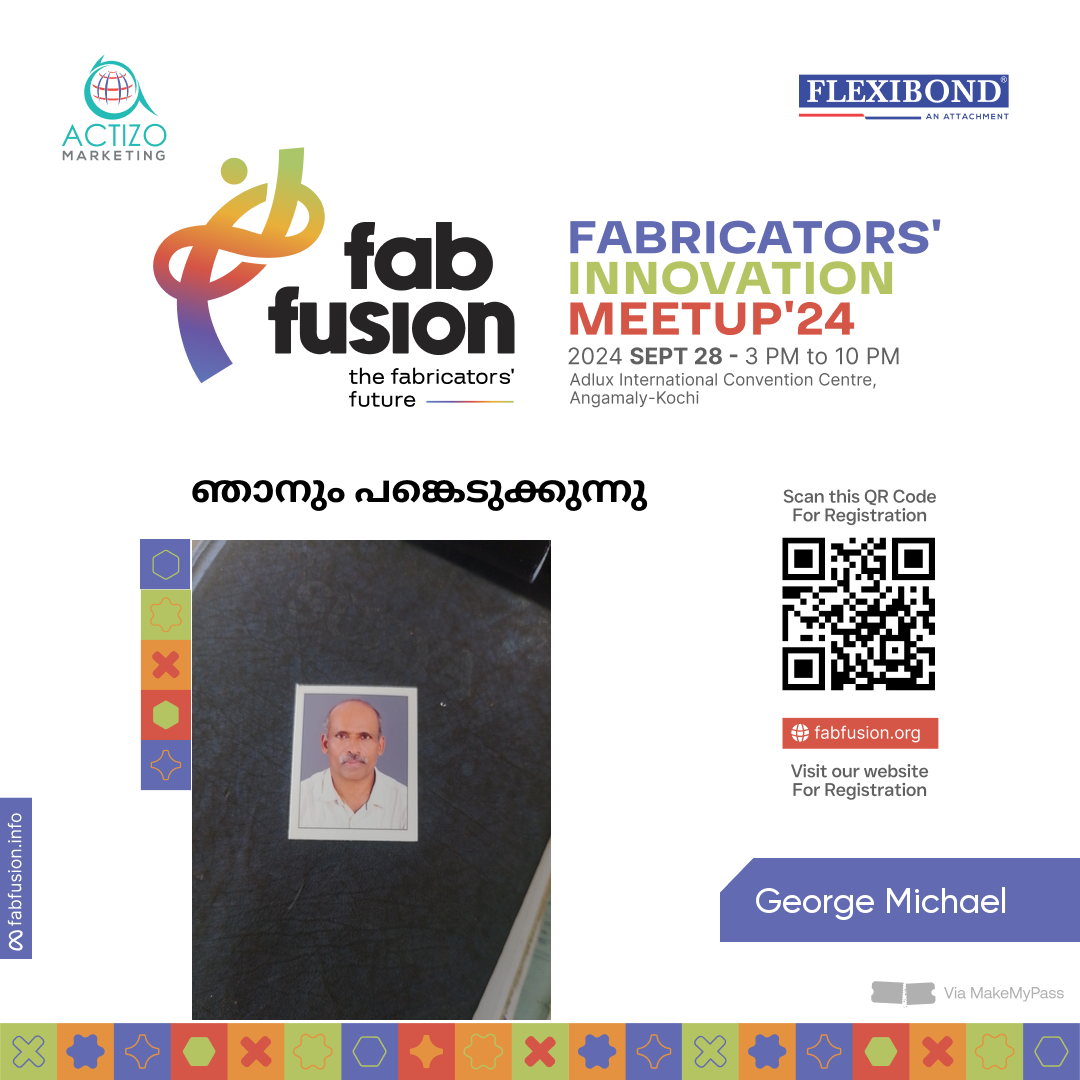 ACTIZO
MARKETING
FLEXIBOND®
AN ATTACHMENT
fab
fusion
the fabricators'
future
FABRICATORS'
INNOVATION
MEETUP'24
2024 SEPT 28 - 3 PM to 10 PM
Adlux International Convention Centre,
Angamaly-Kochi
ഞാനും പങ്കെടുക്കുന്നു
Scan this QR Code
For Registration
fabfusion.org
Visit our website
For Registration
fabfusion.info
George Michael
Via MakeMyPass